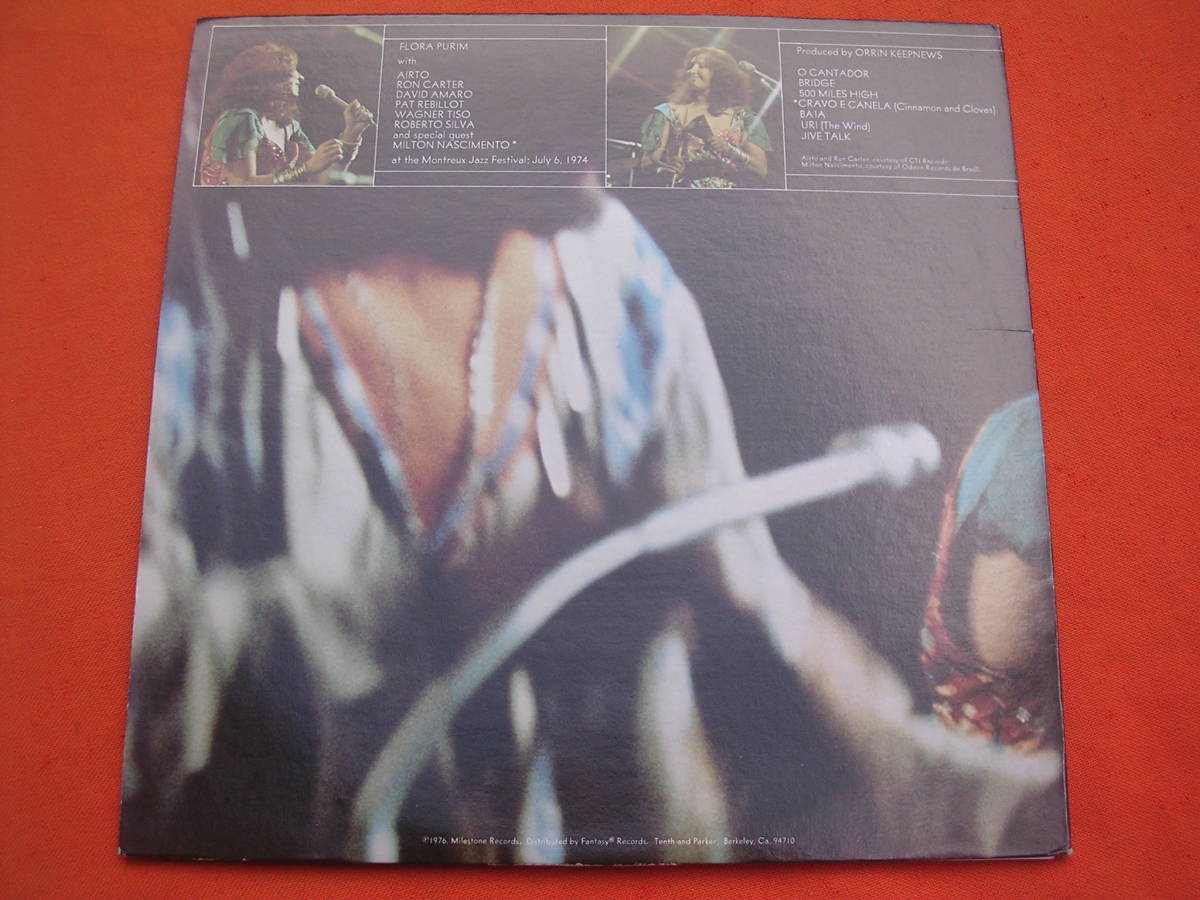 FLORA PURIM
with
AIRTO
RON CARTER
DAVID AMARO
PAT REBILLOT
WAGNER TISO
ROBERTO SILVA
and special guest
MILTON NASCIMENTO*
at the Montreux Jazz Festival; July 6, 1974
Produced by ORRIN KEEPNEWS
O CANTADOR
BRIDGE
500 MILES HIGH
*CRAVO E CANELA (Cinnamon and Cloves)
BAIA
URI (The Wind)
JIVE TALK
Airto and Ron Carter, courtesy of CTI Records;
Milton Nascimento, courtesy of Odeon Records do Brasil.
℗1976, Milestone Records. Distributed by Fantasy® Records. Tenth and Parker, Berkeley, Ca. 94710